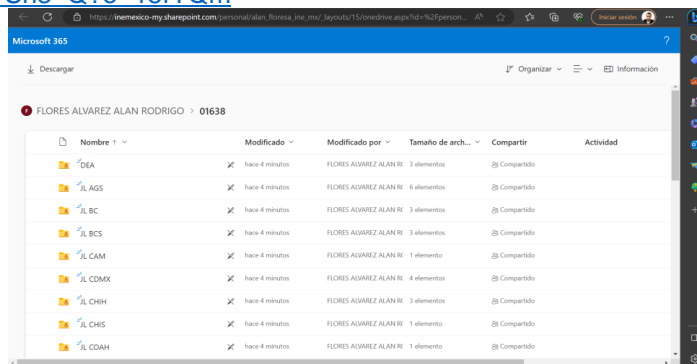 https://inemexico-my.sharepoint.com/personal/alan_floresa_ine_mx/_layouts/15/onedrive.aspx?id=%2Fperson...
Iniciar sesión
Microsoft 365
?
Descargar
Organizar
Información
F FLORES ALVAREZ ALAN RODRIGO > 01638
Nombre Modificado Modificado por Tamaño de arch... Compartir Actividad
DEA hace 4 minutos FLORES ALVAREZ ALAN R 3 elementos Compartido
JL AGS hace 4 minutos FLORES ALVAREZ ALAN R 6 elementos Compartido
JL BC hace 4 minutos FLORES ALVAREZ ALAN R 3 elementos Compartido
JL BCS hace 4 minutos FLORES ALVAREZ ALAN R 3 elementos Compartido
JL CAM hace 4 minutos FLORES ALVAREZ ALAN R 1 elemento Compartido
JL CDMX hace 4 minutos FLORES ALVAREZ ALAN R 4 elementos Compartido
JL CHIH hace 4 minutos FLORES ALVAREZ ALAN R 3 elementos Compartido
JL CHIS hace 4 minutos FLORES ALVAREZ ALAN R 1 elemento Compartido
JL COAH hace 4 minutos FLORES ALVAREZ ALAN R 1 elemento Compartido